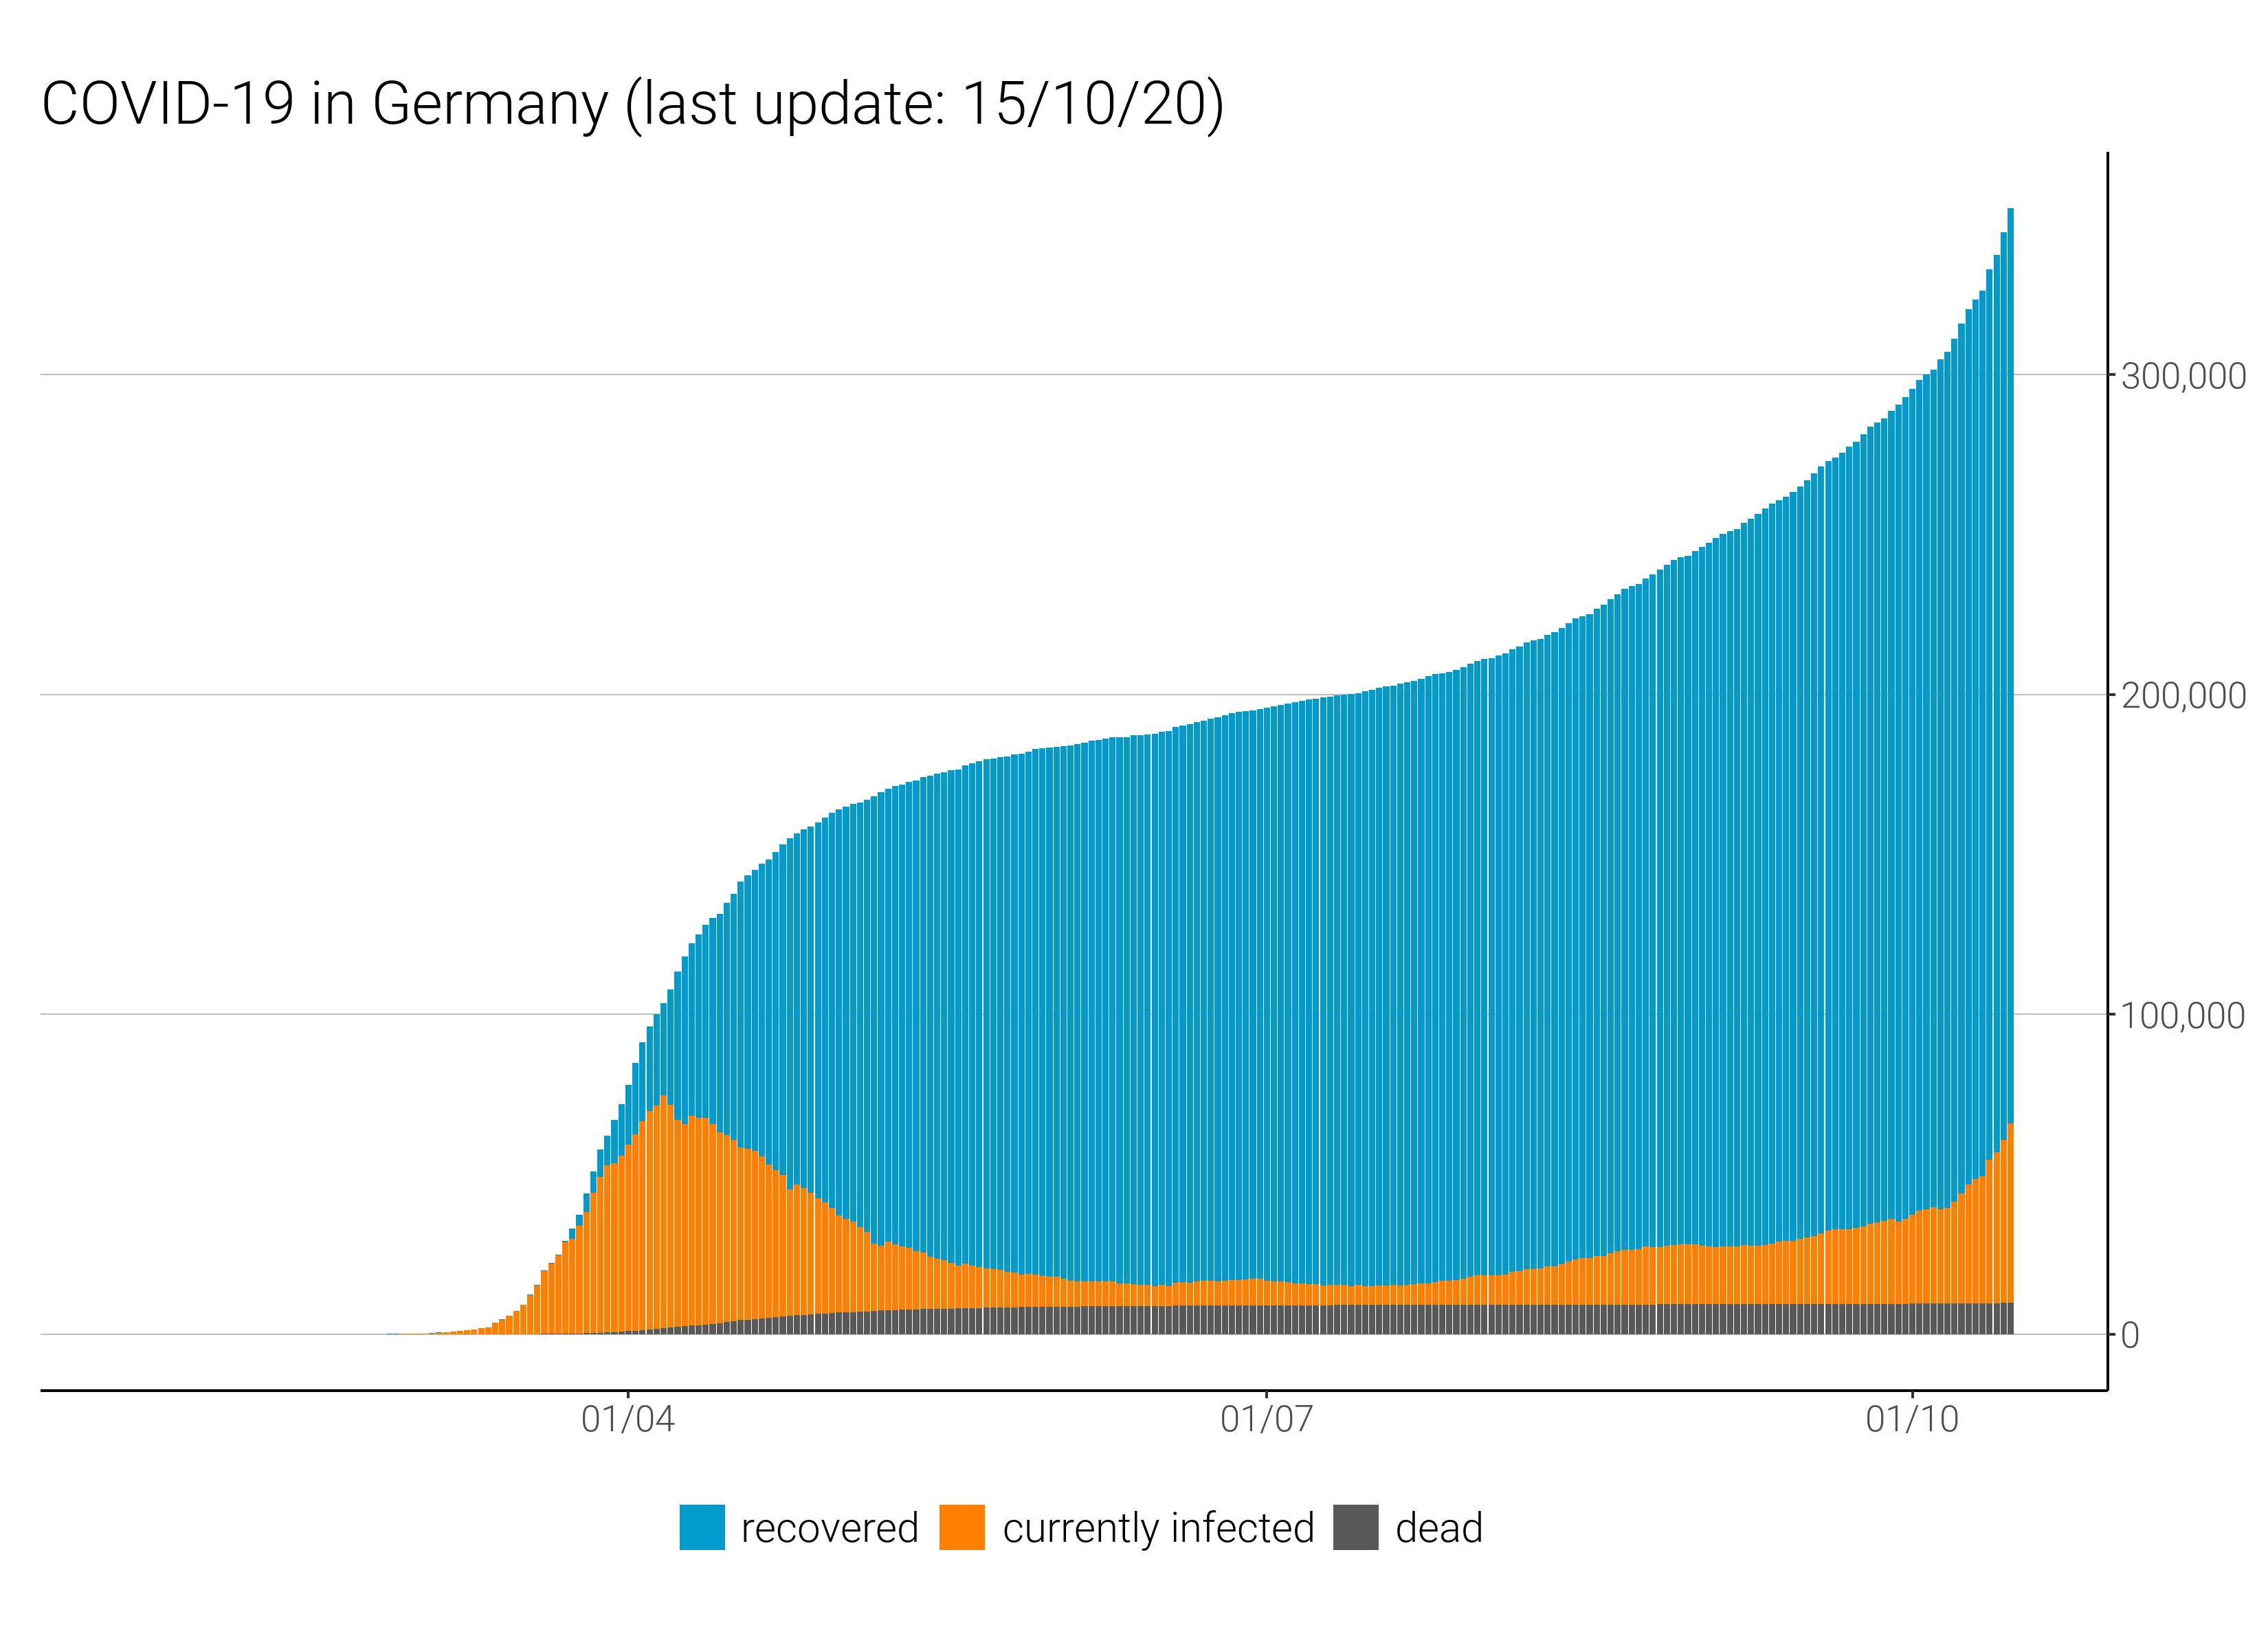 COVID-19 in Germany (last update: 15/10/20)
300,000
200,000
100,000
0
01/04 01/07 01/10
recovered currently infected dead